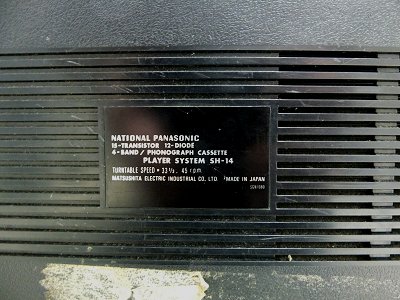 NATIONAL PANASONIC
18-TRANSISTOR 12-DIODE
4-BAND/PHONOGRAPH CASSETTE
PLAYER SYSTEM SH-14
TURNTABLE SPEED • 33⅓, 45 rpm
MATSUSHITA ELECTRIC INDUSTRIAL CO., LTD. MADE IN JAPAN